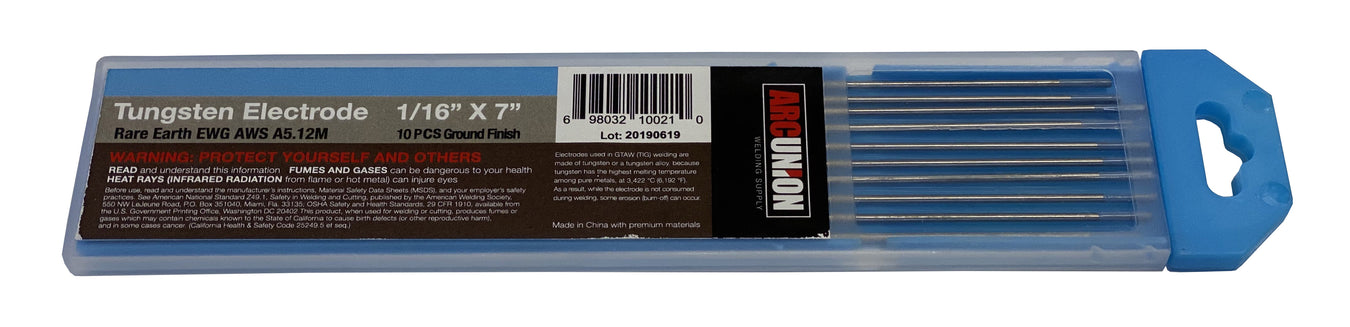 Tungsten Electrode 1/16” X 7”
Rare Earth EWG AWS A5.12M 10 PCS Ground Finish
WARNING: PROTECT YOURSELF AND OTHERS
READ and understand this information FUMES AND GASES can be dangerous to your health
HEAT RAYS (INFRARED RADIATION from flame or hot metal) can injure eyes
Before use, read and understand the manufacturer's instructions, Material Safety Data Sheets (MSDS), and your employer's safety
practices. See American National Standard Z49.1, Safety in Welding and Cutting, published by the American Welding Society,
550 NW LeJeune Road, P.O. Box 351040, Miami, Fla. 33135, OSHA Safety and Health Standards, 29 CFR 1910, available from
the U.S. Government Printing Office, Washington DC 20402 This product, when used for welding or cutting, produces fumes or
gases which may contain chemicals known to the State of California to cause birth defects (or other reproductive harm),
and in some cases cancer. (California Health & Safety Code 25249.5 et seq.)
6 98032 10021 0
Lot: 20190619
Electrodes used in GTAW (TIG) welding are
made of tungsten or a tungsten alloy, because
tungsten has the highest melting temperature
among pure metals, at 3,422 °C (6,192 °F).
As a result, while the electrode is not consumed
during welding, some erosion (burn-off) can occur.
Made in China with premium materials
ARCUNION
WELDING SUPPLY